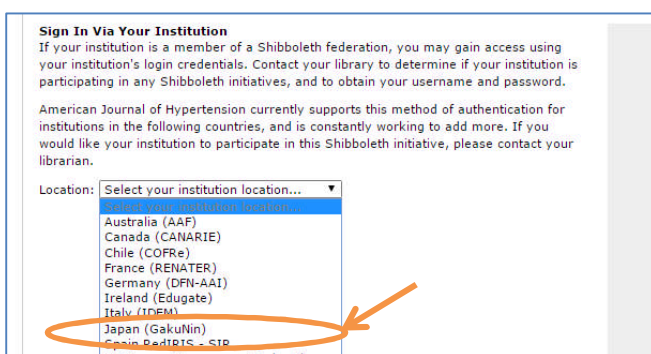 Sign In Via Your Institution
If your institution is a member of a Shibboleth federation, you may gain access using
your institution's login credentials. Contact your library to determine if your institution is
participating in any Shibboleth initiatives, and to obtain your username and password.
American Journal of Hypertension currently supports this method of authentication for
institutions in the following countries, and is constantly working to add more. If you
would like your institution to participate in this Shibboleth initiative, please contact your
librarian.
Location: Select your institution location...
Select your institution location...
Australia (AAF)
Canada (CANARIE)
Chile (COFRe)
France (RENATER)
Germany (DFN-AAI)
Ireland (Edugate)
Italy (IDEM)
Japan (GakuNin)
Spain RedIRIS - SIR